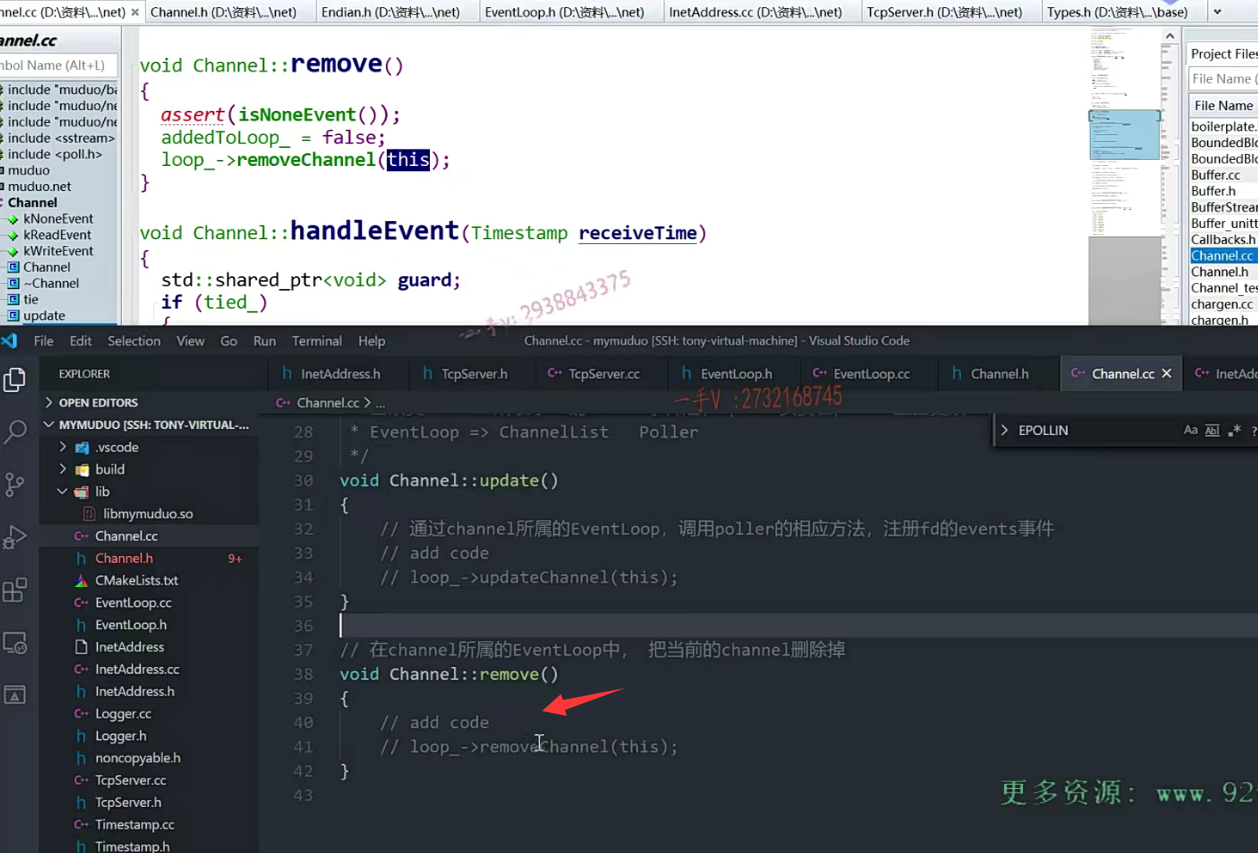 nnel.cc (D:\资料\...\net) × Channel.h (D:\资料\...\net) Endian.h (D:\资料\...\net) EventLoop.h (D:\资料\...\net) InetAddress.cc (D:\资料\...\net) TcpServer.h (D:\资料\...\net) Types.h (D:\资料\...\base)
annel.cc
nbol Name (Alt+L)
include "muduo/ba
include "muduo/ne
include "muduo/ne
include <sstream>
include <poll.h>
muduo
muduo.net
Channel
kNoneEvent
kReadEvent
kWriteEvent
Channel
~Channel
tie
update
void Channel::remove()
{
assert(isNoneEvent());
addedToLoop_ = false;
loop_->removeChannel(this);
}
void Channel::handleEvent(Timestamp receiveTime)
{
std::shared_ptr<void> guard;
if (tied_)
{
一手v: 2938843375
Project Files
File Name (
File Name
boilerplate.
BoundedBlo
BoundedBlo
Buffer.cc
Buffer.h
BufferStrear
Buffer_unitt
Callbacks.h
Channel.cc
Channel.h
Channel_tes
chargen.cc
chargen.h
File Edit Selection View Go Run Terminal Help
Channel.cc - mymuduo [SSH: tony-virtual-machine] - Visual Studio Code
EXPLORER
InetAddress.h TcpServer.h TcpServer.cc EventLoop.h EventLoop.cc Channel.h Channel.cc × InetAdd
OPEN EDITORS
MYMUDUO [SSH: TONY-VIRTUAL-...
.vscode
build
lib
libmymuduo.so
Channel.cc
Channel.h 9+
CMakeLists.txt
EventLoop.cc
EventLoop.h
InetAddress
InetAddress.cc
InetAddress.h
Logger.cc
Logger.h
noncopyable.h
TcpServer.cc
TcpServer.h
Timestamp.cc
Timestamp.h
Channel.cc > ...
一手V :2732168745
EPOLLIN
Aa Abl .* ?
28 * EventLoop => ChannelList Poller
29 */
30 void Channel::update()
31 {
32 // 通过channel所属的EventLoop，调用poller的相应方法，注册fd的events事件
33 // add code
34 // loop_->updateChannel(this);
35 }
36
37 // 在channel所属的EventLoop中， 把当前的channel删除掉
38 void Channel::remove()
39 {
40 // add code
41 // loop_->removeChannel(this);
42 }
43
更多资源：www.92